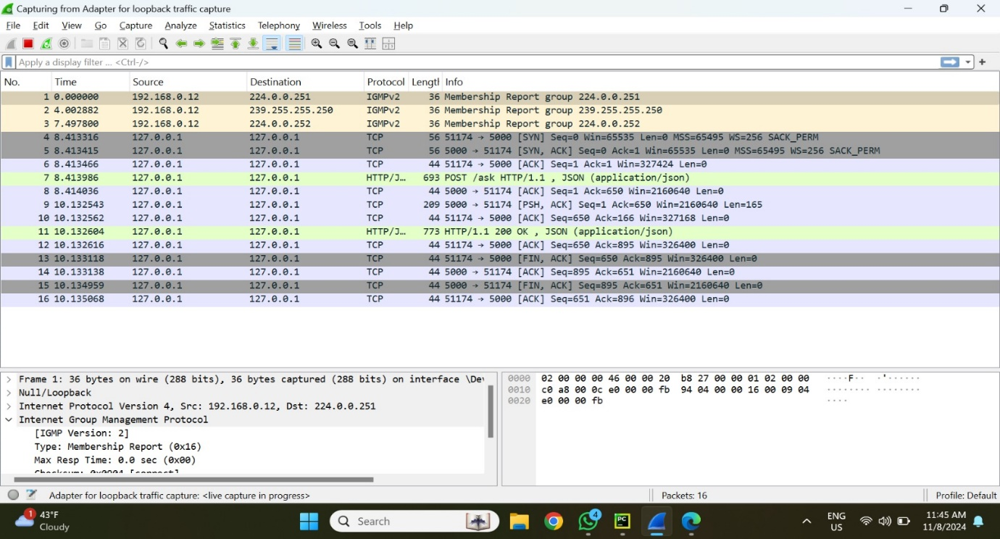 Capturing from Adapter for loopback traffic capture
File Edit View Go Capture Analyze Statistics Telephony Wireless Tools Help
Apply a display filter ... <Ctrl-/>
No. Time Source Destination Protocol Length Info
1 0.000000 192.168.0.12 224.0.0.251 IGMPv2 36 Membership Report group 224.0.0.251
2 4.002882 192.168.0.12 239.255.255.250 IGMPv2 36 Membership Report group 239.255.255.250
3 7.497800 192.168.0.12 224.0.0.252 IGMPv2 36 Membership Report group 224.0.0.252
4 8.413316 127.0.0.1 127.0.0.1 TCP 56 51174 → 5000 [SYN] Seq=0 Win=65535 Len=0 MSS=65495 WS=256 SACK_PERM
5 8.413415 127.0.0.1 127.0.0.1 TCP 56 5000 → 51174 [SYN, ACK] Seq=0 Ack=1 Win=65535 Len=0 MSS=65495 WS=256 SACK_PERM
6 8.413466 127.0.0.1 127.0.0.1 TCP 44 51174 → 5000 [ACK] Seq=1 Ack=1 Win=327424 Len=0
7 8.413986 127.0.0.1 127.0.0.1 HTTP/J… 693 POST /ask HTTP/1.1 , JSON (application/json)
8 8.414036 127.0.0.1 127.0.0.1 TCP 44 5000 → 51174 [ACK] Seq=1 Ack=650 Win=2160640 Len=0
9 10.132543 127.0.0.1 127.0.0.1 TCP 209 5000 → 51174 [PSH, ACK] Seq=1 Ack=650 Win=2160640 Len=165
10 10.132562 127.0.0.1 127.0.0.1 TCP 44 51174 → 5000 [ACK] Seq=650 Ack=166 Win=327168 Len=0
11 10.132604 127.0.0.1 127.0.0.1 HTTP/J… 773 HTTP/1.1 200 OK , JSON (application/json)
12 10.132616 127.0.0.1 127.0.0.1 TCP 44 51174 → 5000 [ACK] Seq=650 Ack=895 Win=326400 Len=0
13 10.133118 127.0.0.1 127.0.0.1 TCP 44 51174 → 5000 [FIN, ACK] Seq=650 Ack=895 Win=326400 Len=0
14 10.133138 127.0.0.1 127.0.0.1 TCP 44 5000 → 51174 [ACK] Seq=895 Ack=651 Win=2160640 Len=0
15 10.134959 127.0.0.1 127.0.0.1 TCP 44 5000 → 51174 [FIN, ACK] Seq=895 Ack=651 Win=2160640 Len=0
16 10.135068 127.0.0.1 127.0.0.1 TCP 44 51174 → 5000 [ACK] Seq=651 Ack=896 Win=326400 Len=0
Frame 1: 36 bytes on wire (288 bits), 36 bytes captured (288 bits) on interface \De
Null/Loopback
Internet Protocol Version 4, Src: 192.168.0.12, Dst: 224.0.0.251
Internet Group Management Protocol
[IGMP Version: 2]
Type: Membership Report (0x16)
Max Resp Time: 0.0 sec (0x00)
Checksum: 0x0904 [correct]
0000 02 00 00 00 46 00 00 20 b8 27 00 00 01 02 00 00 ····F·· ·'······
0010 c0 a8 00 0c e0 00 00 fb 94 04 00 00 16 00 09 04 ········ ········
0020 e0 00 00 fb ····
Adapter for loopback traffic capture: <live capture in progress>
Packets: 16
Profile: Default
1
43°F
Cloudy
Search
4
PC
ENG
US
11:45 AM
11/8/2024